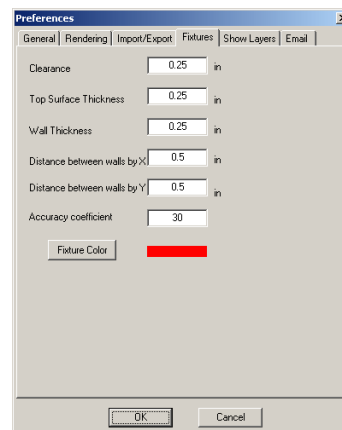 Preferences
General Rendering Import/Export Fixtures Show Layers Email
Clearance 0.25 in
Top Surface Thickness 0.25 in
Wall Thickness 0.25 in
Distance between walls by X 0.5 in
Distance between walls by Y 0.5 in
Accuracy coefficient 30
Fixture Color
OK Cancel